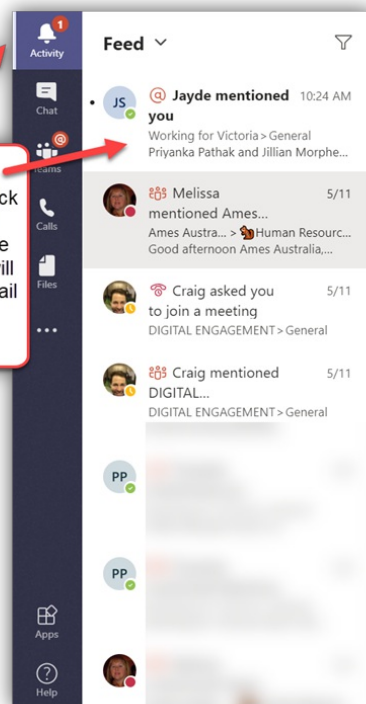 1
Activity
Chat
Teams
Calls
Files
Apps
Help
ck
e
ill
ail
Feed
JS
@ Jayde mentioned 10:24 AM
you
Working for Victoria > General
Priyanka Pathak and Jillian Morphe...
Melissa 5/11
mentioned Ames...
Ames Austra... > Human Resourc...
Good afternoon Ames Australia,...
Craig asked you 5/11
to join a meeting
DIGITAL ENGAGEMENT > General
Craig mentioned 5/11
DIGITAL...
DIGITAL ENGAGEMENT > General
PP
PP